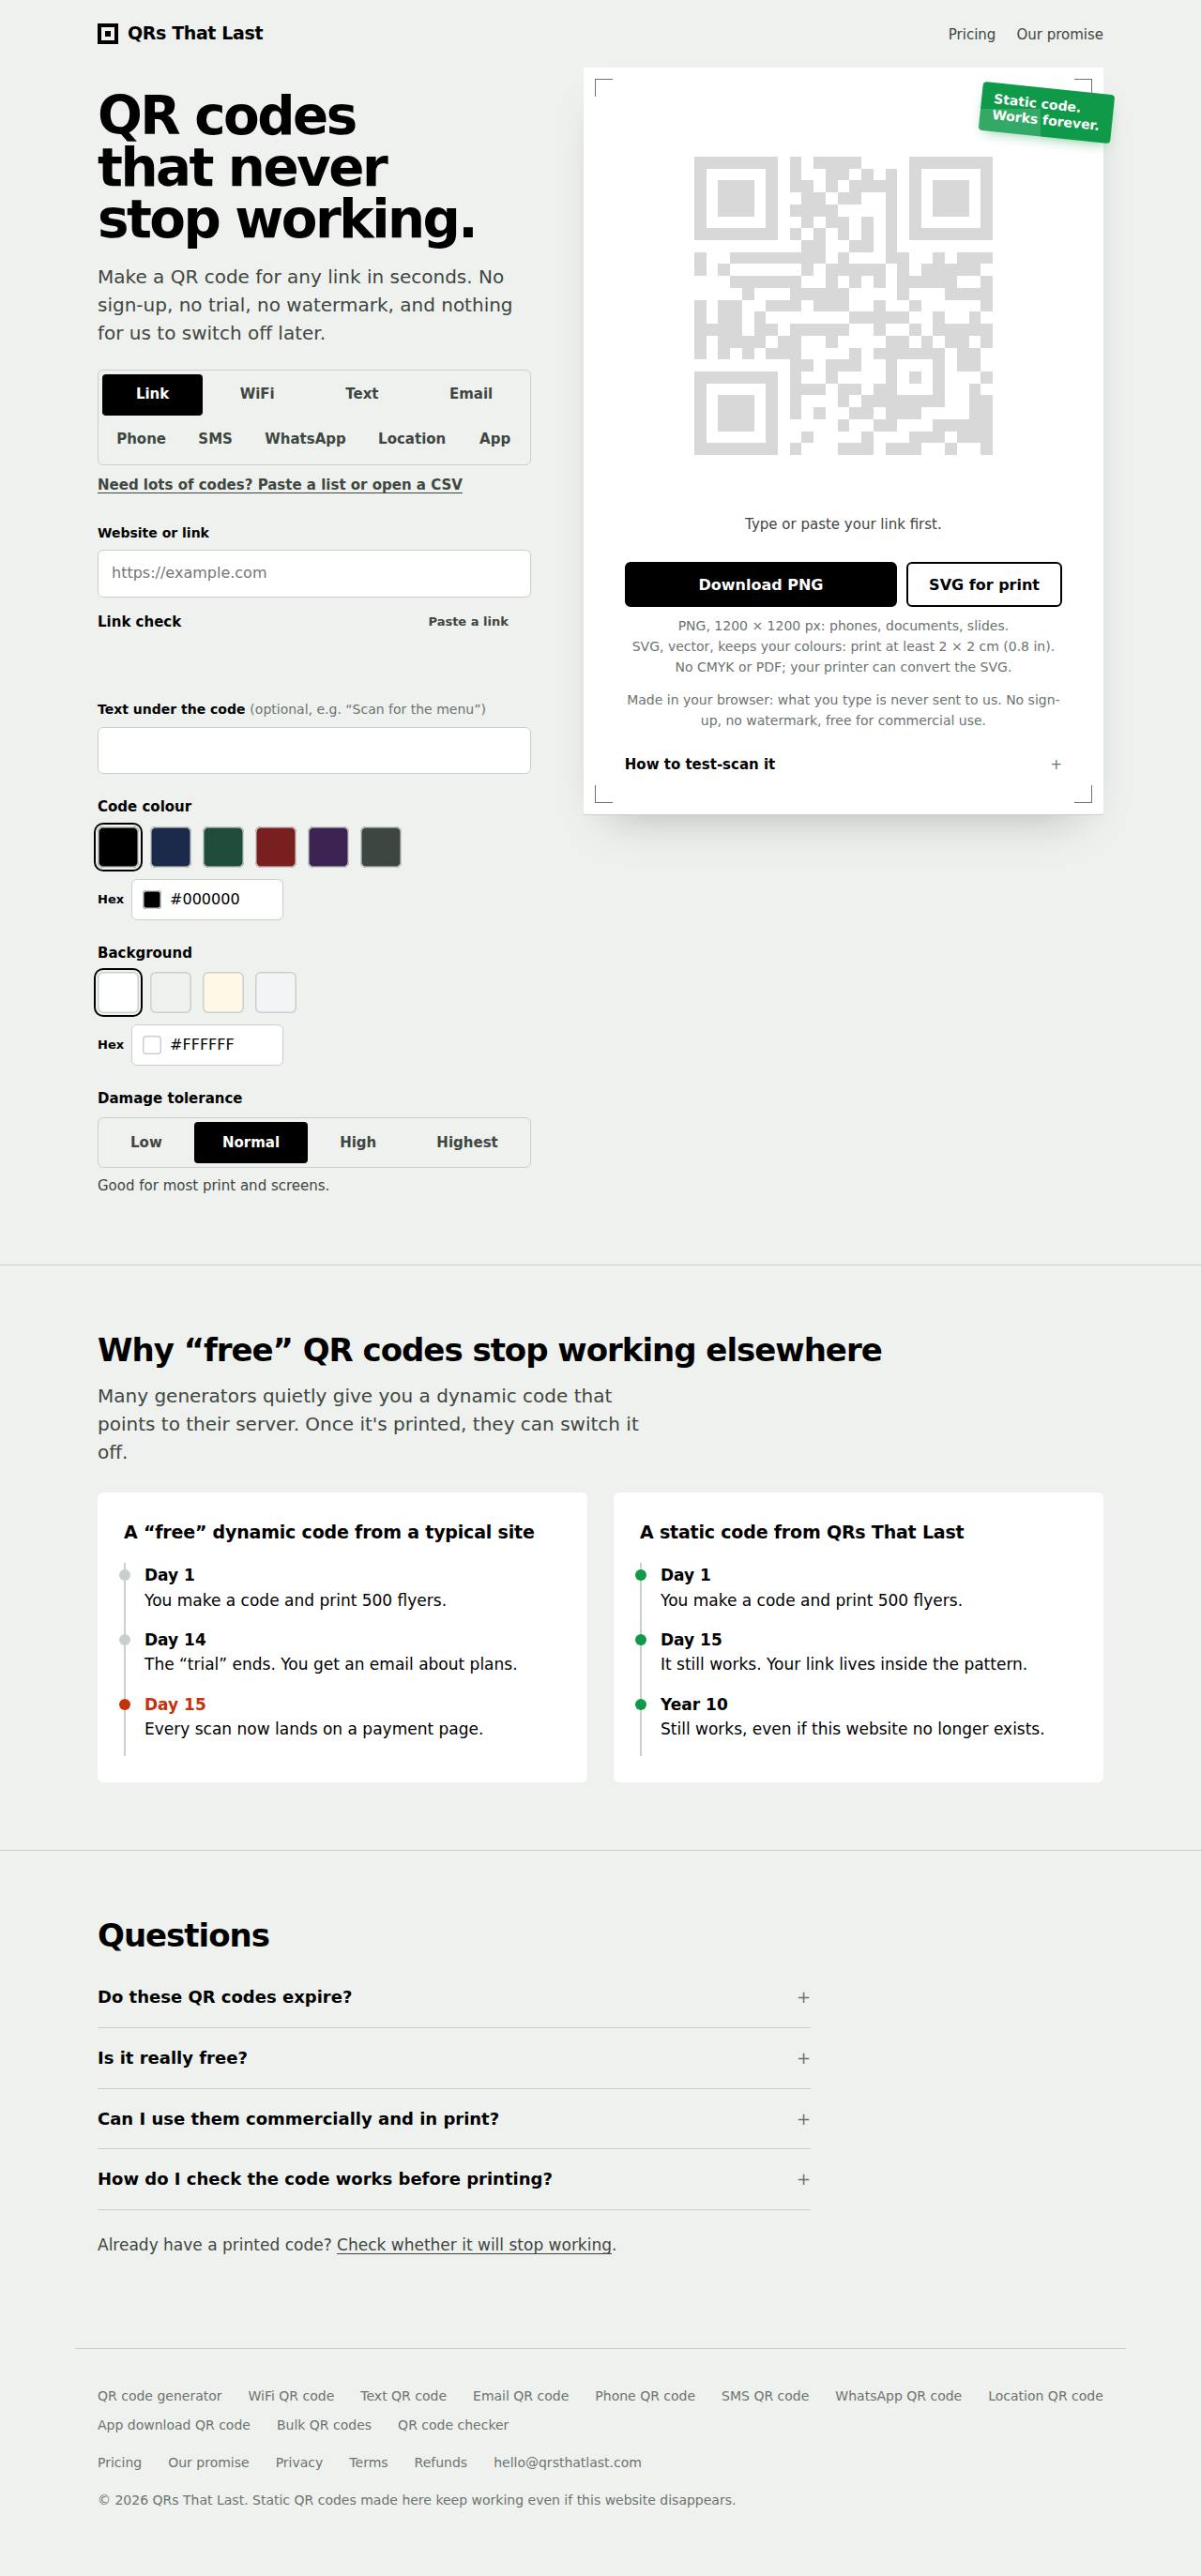 QRs That Last
Pricing
Our promise
QR codes
that never
stop working.
Make a QR code for any link in seconds. No
sign-up, no trial, no watermark, and nothing
for us to switch off later.
Link
WiFi
Text
Email
Phone
SMS
WhatsApp
Location
App
Need lots of codes? Paste a list or open a CSV
Website or link
https://example.com
Link check
Paste a link
Text under the code (optional, e.g. “Scan for the menu”)
Code colour
Hex
#000000
Background
Hex
#FFFFFF
Damage tolerance
Low
Normal
High
Highest
Good for most print and screens.
Static code.
Works forever.
Type or paste your link first.
Download PNG
SVG for print
PNG, 1200 × 1200 px: phones, documents, slides.
SVG, vector, keeps your colours: print at least 2 × 2 cm (0.8 in).
No CMYK or PDF; your printer can convert the SVG.
Made in your browser: what you type is never sent to us. No sign-
up, no watermark, free for commercial use.
How to test-scan it
+
Why “free” QR codes stop working elsewhere
Many generators quietly give you a dynamic code that
points to their server. Once it's printed, they can switch it
off.
A “free” dynamic code from a typical site
Day 1
You make a code and print 500 flyers.
Day 14
The “trial” ends. You get an email about plans.
Day 15
Every scan now lands on a payment page.
A static code from QRs That Last
Day 1
You make a code and print 500 flyers.
Day 15
It still works. Your link lives inside the pattern.
Year 10
Still works, even if this website no longer exists.
Questions
Do these QR codes expire?
+
Is it really free?
+
Can I use them commercially and in print?
+
How do I check the code works before printing?
+
Already have a printed code? Check whether it will stop working.
QR code generator
WiFi QR code
Text QR code
Email QR code
Phone QR code
SMS QR code
WhatsApp QR code
Location QR code
App download QR code
Bulk QR codes
QR code checker
Pricing
Our promise
Privacy
Terms
Refunds
hello@qrsthatlast.com
© 2026 QRs That Last. Static QR codes made here keep working even if this website disappears.